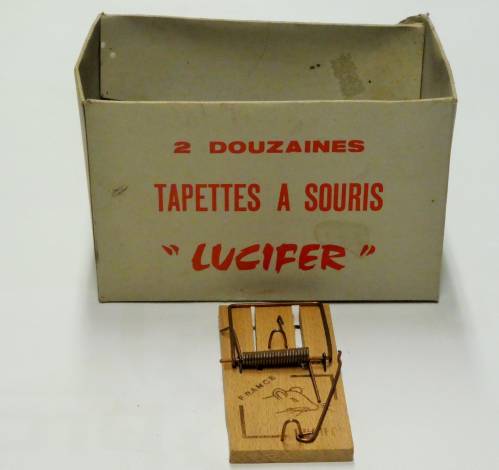 2 DOUZAINES
TAPETTES A SOURIS
" LUCIFER "
FRANCE